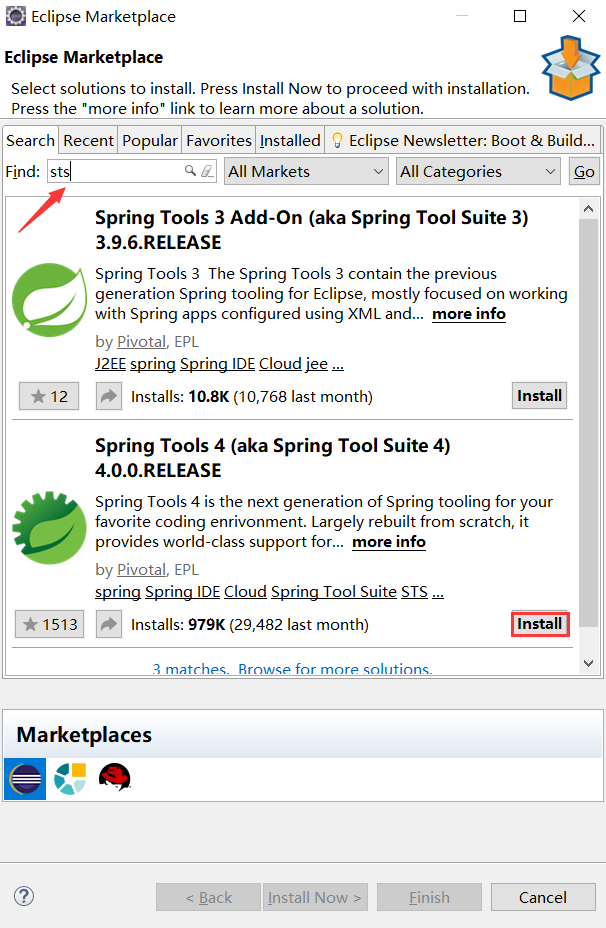 Eclipse Marketplace
Eclipse Marketplace
Select solutions to install. Press Install Now to proceed with installation.
Press the "more info" link to learn more about a solution.
Search Recent Popular Favorites Installed Eclipse Newsletter: Boot & Build...
Find: sts All Markets All Categories Go
Spring Tools 3 Add-On (aka Spring Tool Suite 3)
3.9.6.RELEASE
Spring Tools 3 The Spring Tools 3 contain the previous
generation Spring tooling for Eclipse, mostly focused on working
with Spring apps configured using XML and... more info
by Pivotal, EPL
J2EE spring Spring IDE Cloud jee ...
12 Installs: 10.8K (10,768 last month) Install
Spring Tools 4 (aka Spring Tool Suite 4)
4.0.0.RELEASE
Spring Tools 4 is the next generation of Spring tooling for your
favorite coding enrivonment. Largely rebuilt from scratch, it
provides world-class support for... more info
by Pivotal, EPL
spring Spring IDE Cloud Spring Tool Suite STS ...
1513 Installs: 979K (29,482 last month) Install
3 matches. Browse for more solutions.
Marketplaces
? < Back Install Now > Finish Cancel